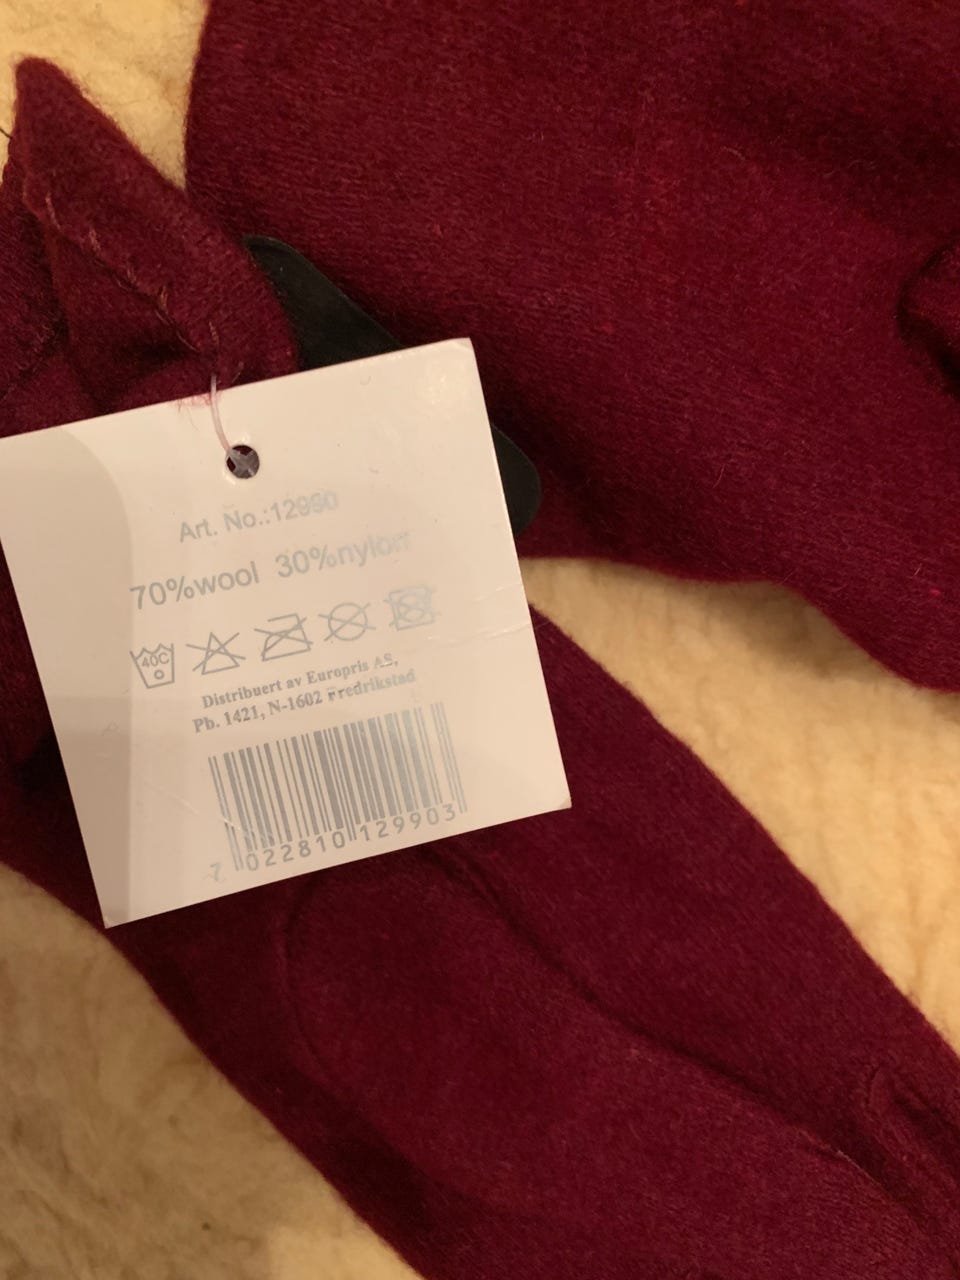 Art. No.:12990
70%wool 30%nylon
40C
Distribuert av Europris AS,
Pb. 1421, N-1602 Fredrikstad
7 022810 129903